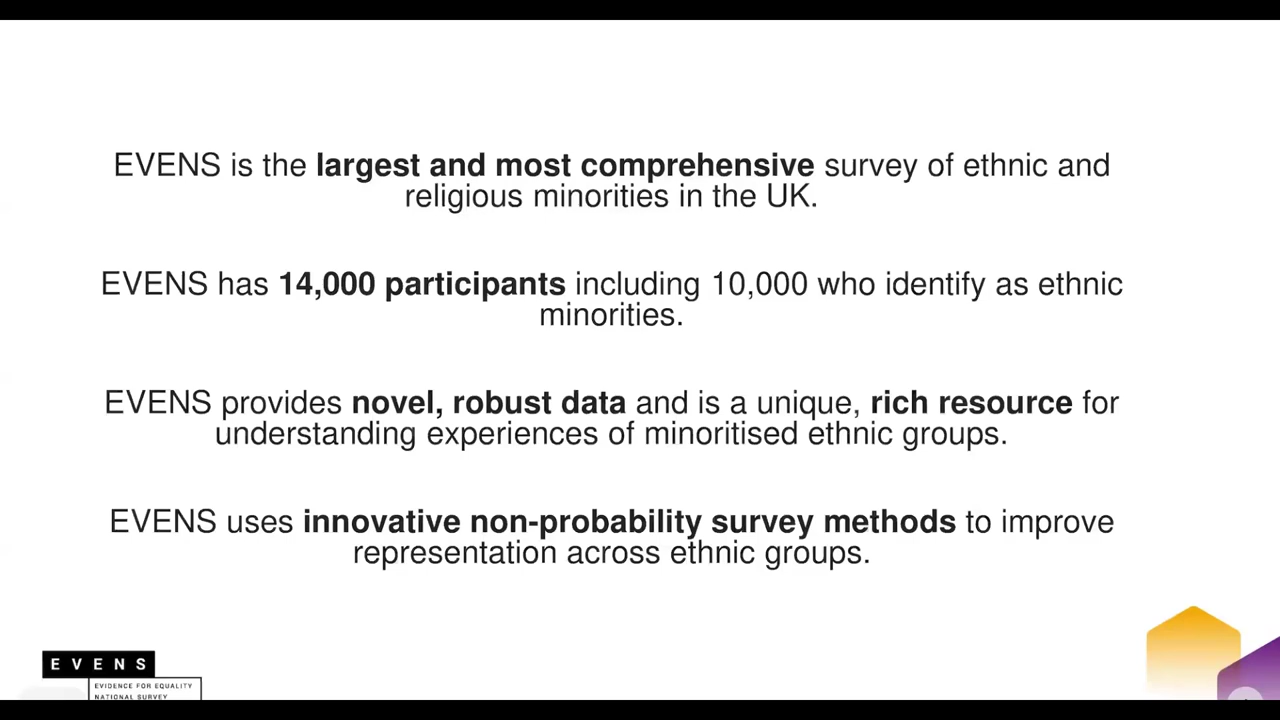 EVENS is the largest and most comprehensive survey of ethnic and
religious minorities in the UK.
EVENS has 14,000 participants including 10,000 who identify as ethnic
minorities.
EVENS provides novel, robust data and is a unique, rich resource for
understanding experiences of minoritised ethnic groups.
EVENS uses innovative non-probability survey methods to improve
representation across ethnic groups.
EVENS
EVIDENCE FOR EQUALITY
NATIONAL SURVEY